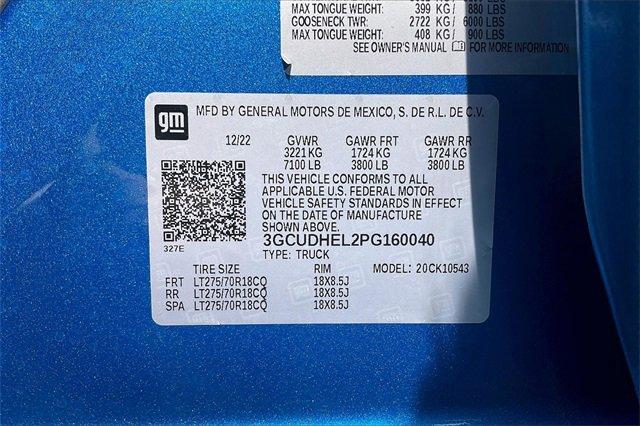 MAX TONGUE WEIGHT: 399 KG / 880 LBS
GOOSENECK TWR: 2722 KG / 6000 LBS
MAX TONGUE WEIGHT: 408 KG / 900 LBS
SEE OWNER'S MANUAL FOR MORE INFORMATION
gm
MFD BY GENERAL MOTORS DE MEXICO, S. DE R.L. DE C.V.
12/22 GVWR GAWR FRT GAWR RR
3221 KG 1724 KG 1724 KG
7100 LB 3800 LB 3800 LB
THIS VEHICLE CONFORMS TO ALL
APPLICABLE U.S. FEDERAL MOTOR
VEHICLE SAFETY STANDARDS IN EFFECT
ON THE DATE OF MANUFACTURE
SHOWN ABOVE.
327E
3GCUDHEL2PG160040
TYPE: TRUCK
TIRE SIZE RIM MODEL: 20CK10543
FRT LT275/70R18CQ 18X8.5J
RR LT275/70R18CQ 18X8.5J
SPA LT275/70R18CQ 18X8.5J